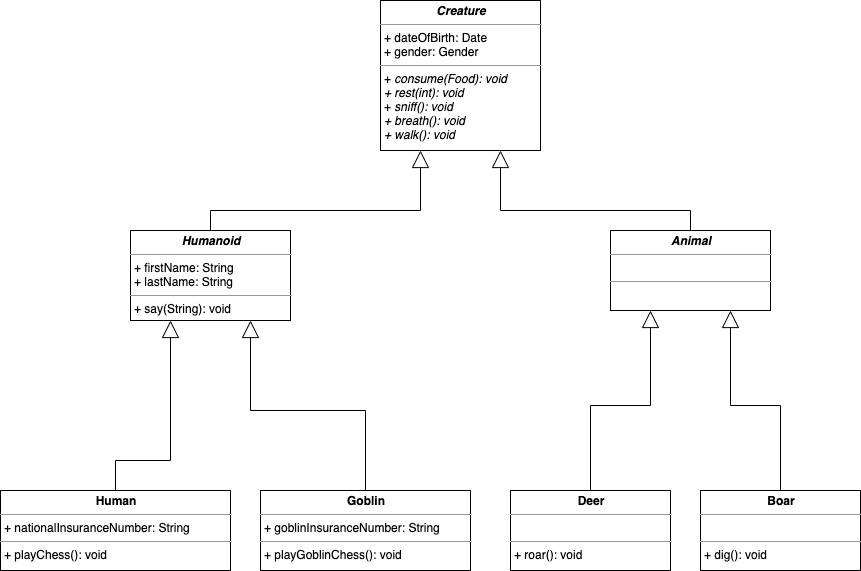 Creature
+ dateOfBirth: Date
+ gender: Gender
+ consume(Food): void
+ rest(int): void
+ sniff(): void
+ breath(): void
+ walk(): void
Humanoid
+ firstName: String
+ lastName: String
+ say(String): void
Animal
Human
+ nationalInsuranceNumber: String
+ playChess(): void
Goblin
+ goblinInsuranceNumber: String
+ playGoblinChess(): void
Deer
+ roar(): void
Boar
+ dig(): void